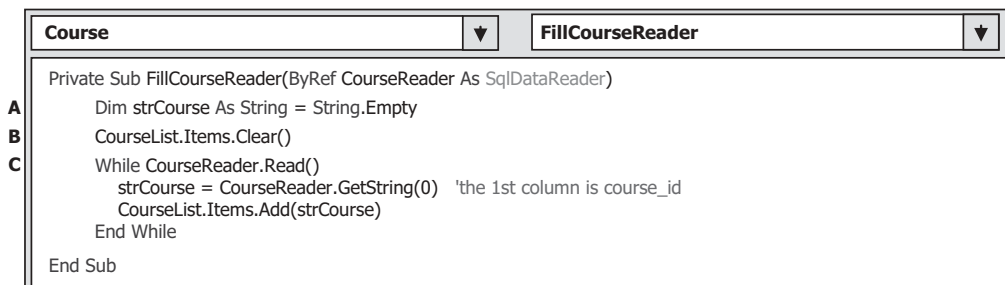 Course FillCourseReader
Private Sub FillCourseReader(ByRef CourseReader As SqlDataReader)
A Dim strCourse As String = String.Empty
B CourseList.Items.Clear()
C While CourseReader.Read()
strCourse = CourseReader.GetString(0) 'the 1st column is course_id
CourseList.Items.Add(strCourse)
End While
End Sub